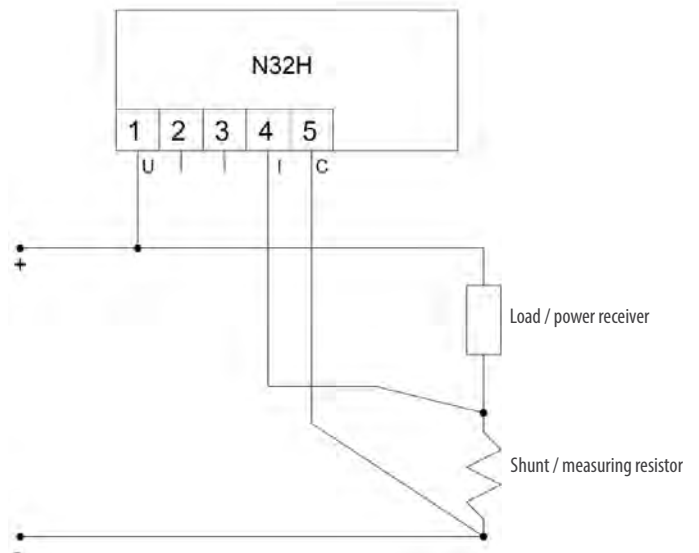 N32H
1 2 3 4 5
U I C
+
Load / power receiver
Shunt / measuring resistor
-